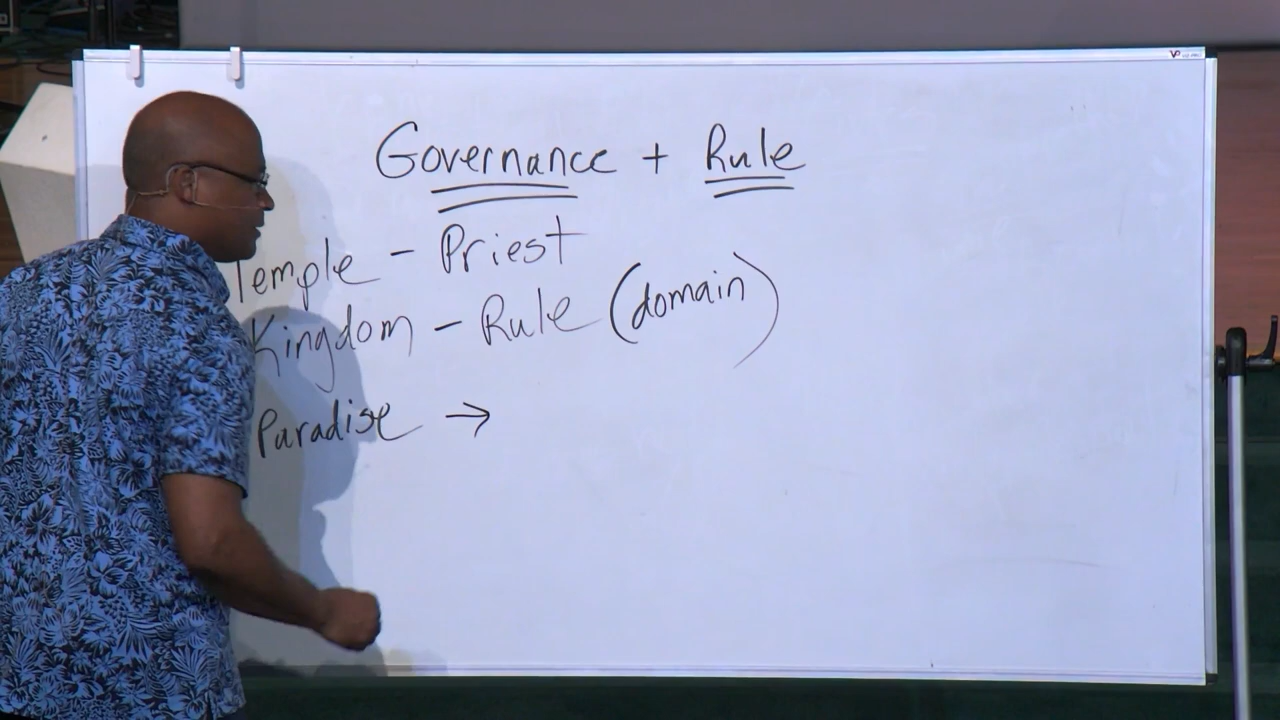 Governance + Rule
Temple - Priest
Kingdom - Rule (domain)
Paradise →